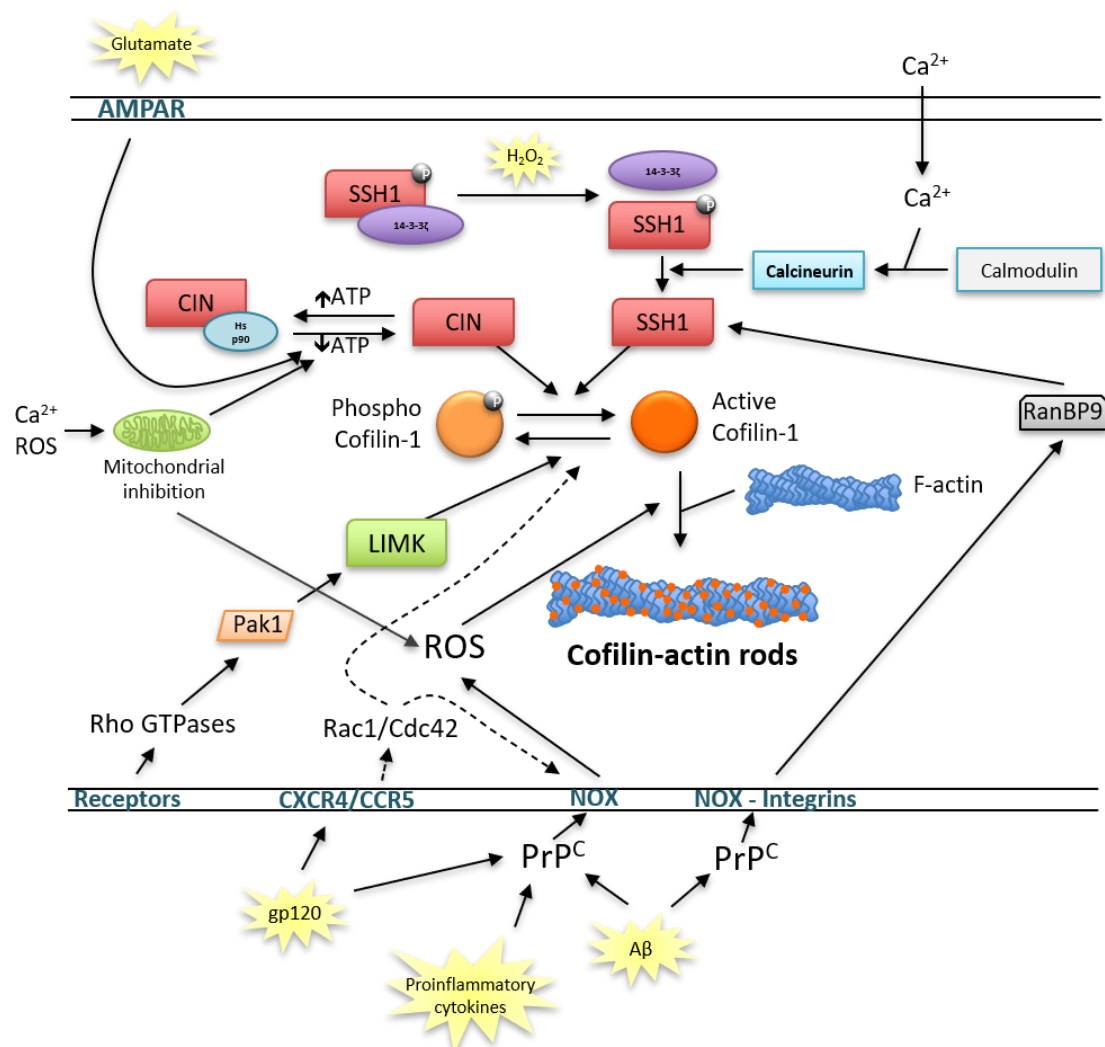 Glutamate
Ca²⁺
AMPAR
H₂O₂
14-3-3ζ
P
SSH1
14-3-3ζ
Ca²⁺
P
SSH1
Calcineurin
Calmodulin
↑ATP
CIN
Hs
p90
CIN
SSH1
↓ATP
Ca²⁺
ROS
Mitochondrial
inhibition
Phospho
Cofilin-1
P
Active
Cofilin-1
RanBP9
F-actin
LIMK
Pak1
ROS
Cofilin-actin rods
Rho GTPases
Rac1/Cdc42
Receptors
CXCR4/CCR5
NOX
NOX - Integrins
PrPᶜ
PrPᶜ
gp120
Aβ
Proinflammatory
cytokines